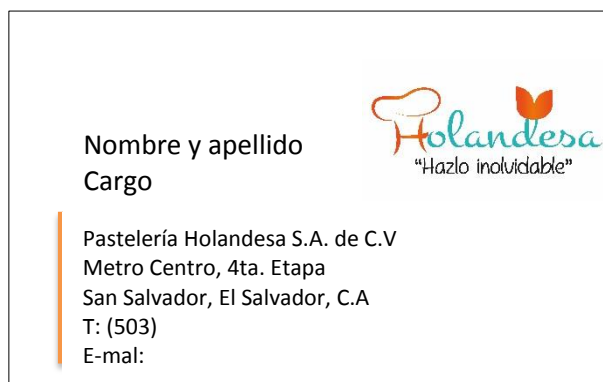 Holandesa
"Hazlo inolvidable"
Nombre y apellido
Cargo
Pastelería Holandesa S.A. de C.V
Metro Centro, 4ta. Etapa
San Salvador, El Salvador, C.A
T: (503)
E-mal: